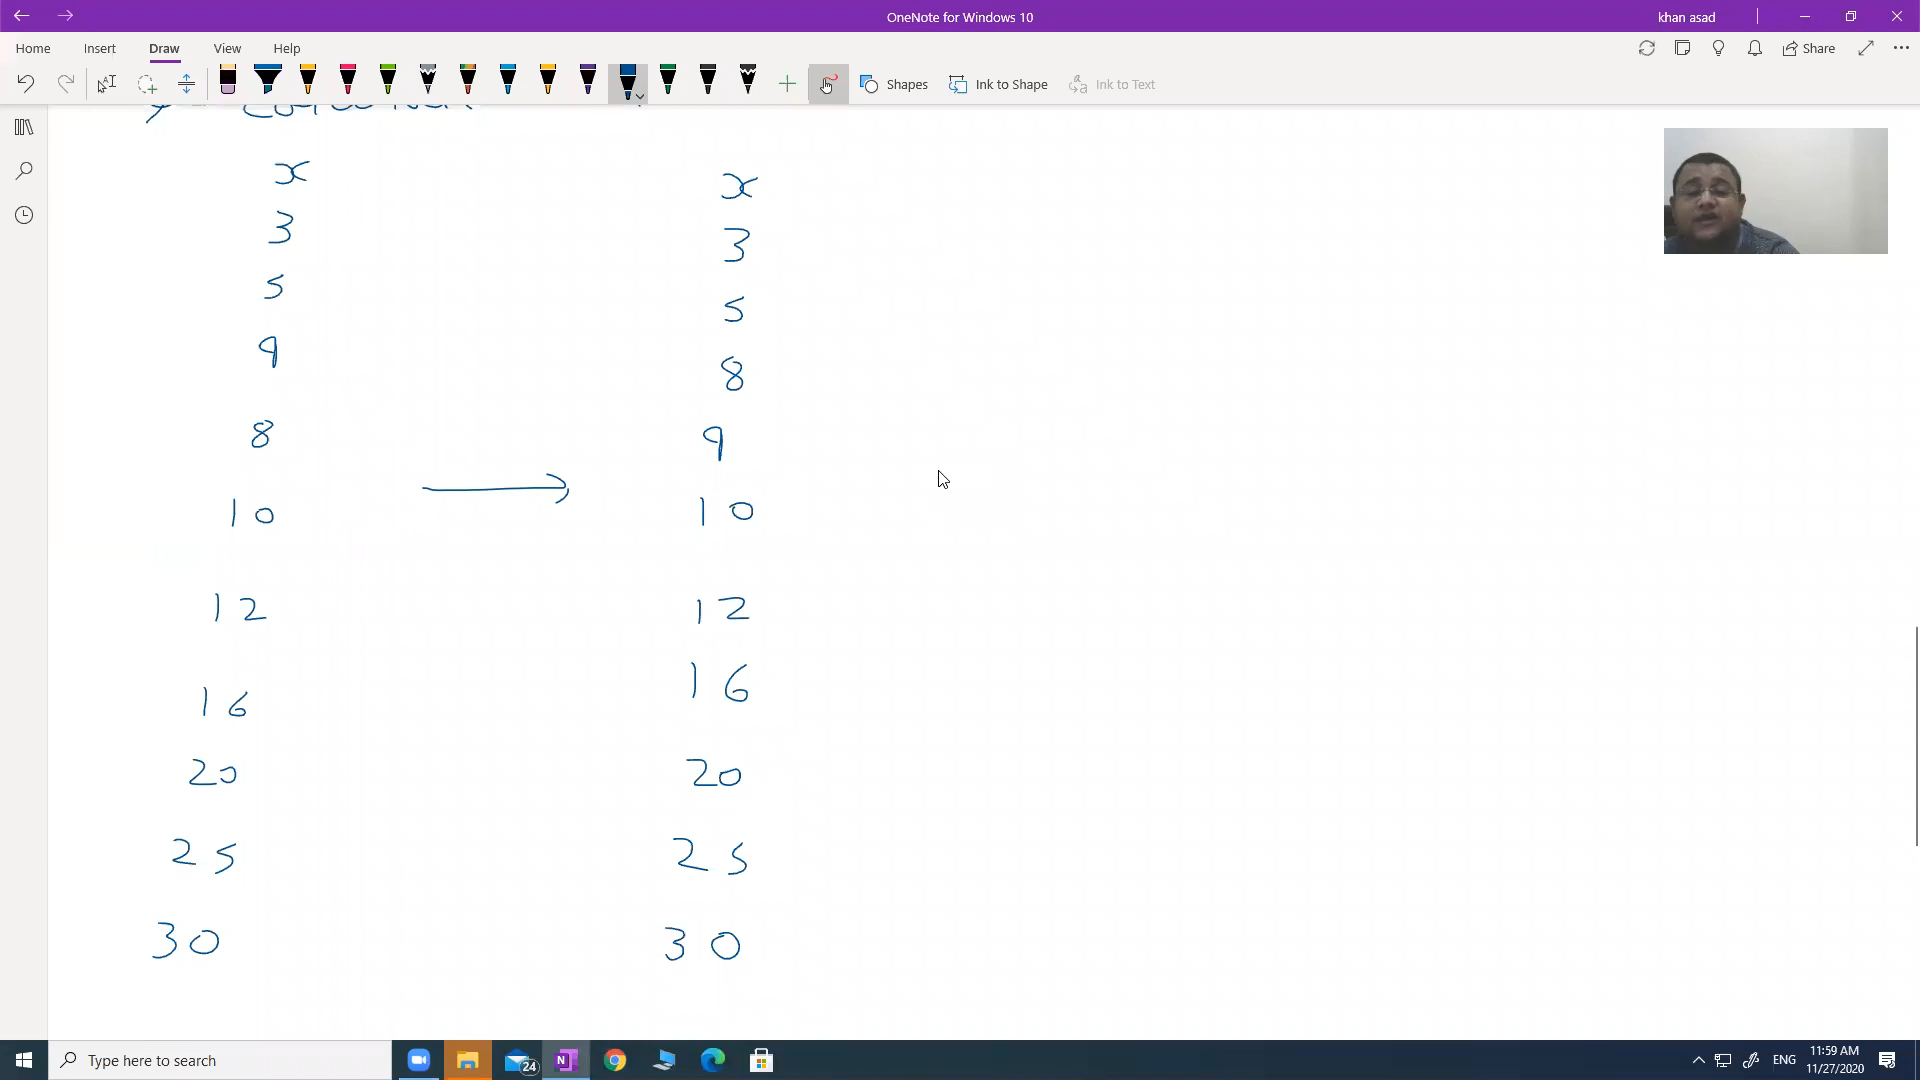 OneNote for Windows 10
khan asad
Home Insert Draw View Help
Share
Shapes
Ink to Shape
Ink to Text
x
3
5
9
8
10
12
16
20
25
30
x
3
5
8
9
10
12
16
20
25
30
Type here to search
24
N
ENG
11:59 AM
11/27/2020